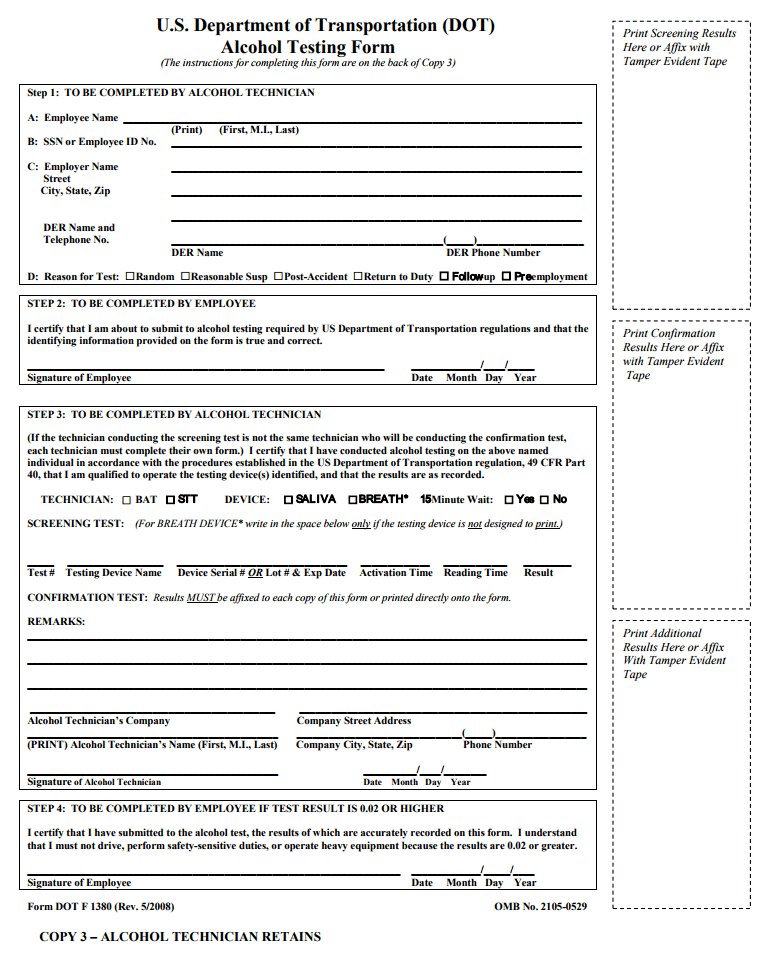 U.S. Department of Transportation (DOT)
Alcohol Testing Form
(The instructions for completing this form are on the back of Copy 3)
Step 1: TO BE COMPLETED BY ALCOHOL TECHNICIAN
A: Employee Name
(Print) (First, M.I., Last)
B: SSN or Employee ID No.
C: Employer Name
Street
City, State, Zip
DER Name and
Telephone No.
( )
DER Name DER Phone Number
D: Reason for Test: ☐Random ☐Reasonable Susp ☐Post-Accident ☐Return to Duty ☐ Follow-up ☐ Pre-employment
STEP 2: TO BE COMPLETED BY EMPLOYEE
I certify that I am about to submit to alcohol testing required by US Department of Transportation regulations and that the
identifying information provided on the form is true and correct.
/ /
Signature of Employee Date Month Day Year
STEP 3: TO BE COMPLETED BY ALCOHOL TECHNICIAN
(If the technician conducting the screening test is not the same technician who will be conducting the confirmation test,
each technician must complete their own form.) I certify that I have conducted alcohol testing on the above named
individual in accordance with the procedures established in the US Department of Transportation regulation, 49 CFR Part
40, that I am qualified to operate the testing device(s) identified, and that the results are as recorded.
TECHNICIAN: ☐ BAT ☐ STT DEVICE: ☐ SALIVA ☐ BREATH* 15Minute Wait: ☐ Yes ☐ No
SCREENING TEST: (For BREATH DEVICE* write in the space below only if the testing device is not designed to print.)
Test # Testing Device Name Device Serial # OR Lot # & Exp Date Activation Time Reading Time Result
CONFIRMATION TEST: Results MUST be affixed to each copy of this form or printed directly onto the form.
REMARKS:
Alcohol Technician's Company Company Street Address
( )
(PRINT) Alcohol Technician's Name (First, M.I., Last) Company City, State, Zip Phone Number
/ /
Signature of Alcohol Technician Date Month Day Year
STEP 4: TO BE COMPLETED BY EMPLOYEE IF TEST RESULT IS 0.02 OR HIGHER
I certify that I have submitted to the alcohol test, the results of which are accurately recorded on this form. I understand
that I must not drive, perform safety-sensitive duties, or operate heavy equipment because the results are 0.02 or greater.
/ /
Signature of Employee Date Month Day Year
Form DOT F 1380 (Rev. 5/2008) OMB No. 2105-0529
COPY 3 – ALCOHOL TECHNICIAN RETAINS
Print Screening Results
Here or Affix with
Tamper Evident Tape
Print Confirmation
Results Here or Affix
with Tamper Evident
Tape
Print Additional
Results Here or Affix
With Tamper Evident
Tape